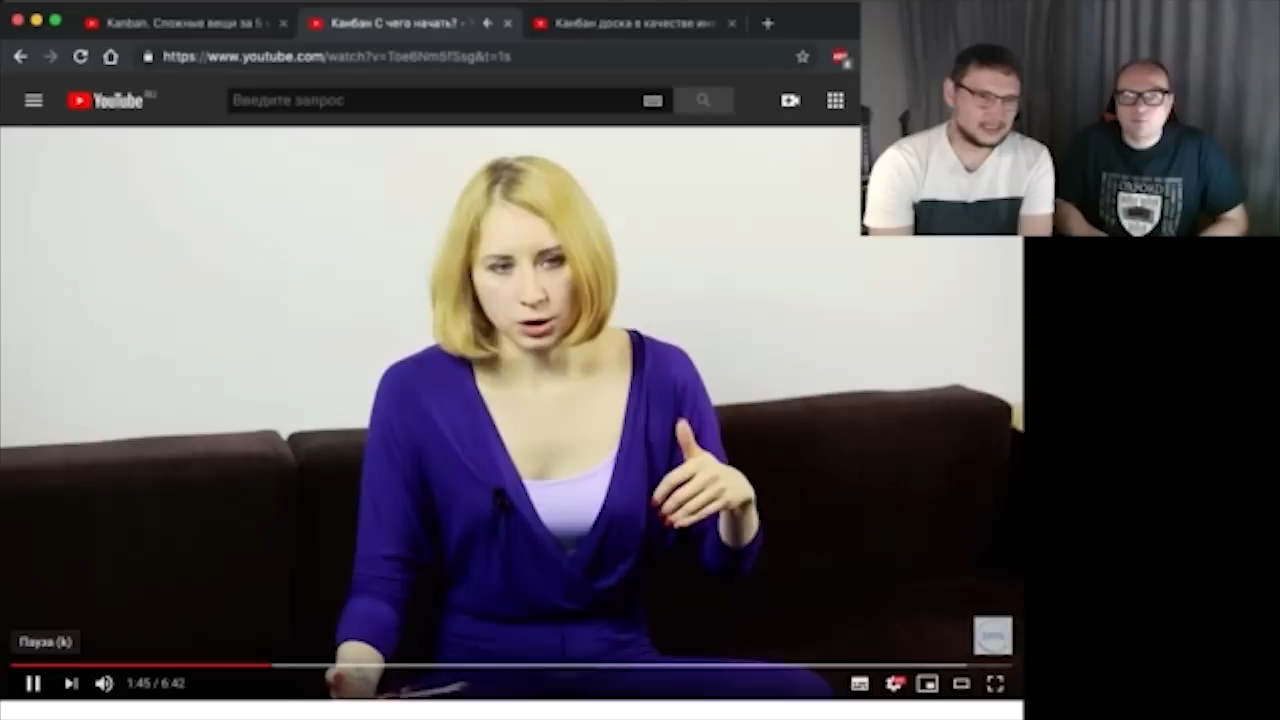 Kanban. Сложные вещи за 5
Канбан С чего начать? -
Канбан доска в качестве
https://www.youtube.com/watch?v=Toe6Nm5fSsg&t=1s
YouTube RU
Введите запрос
OXFORD
Пауза (k)
1:45 / 6:42